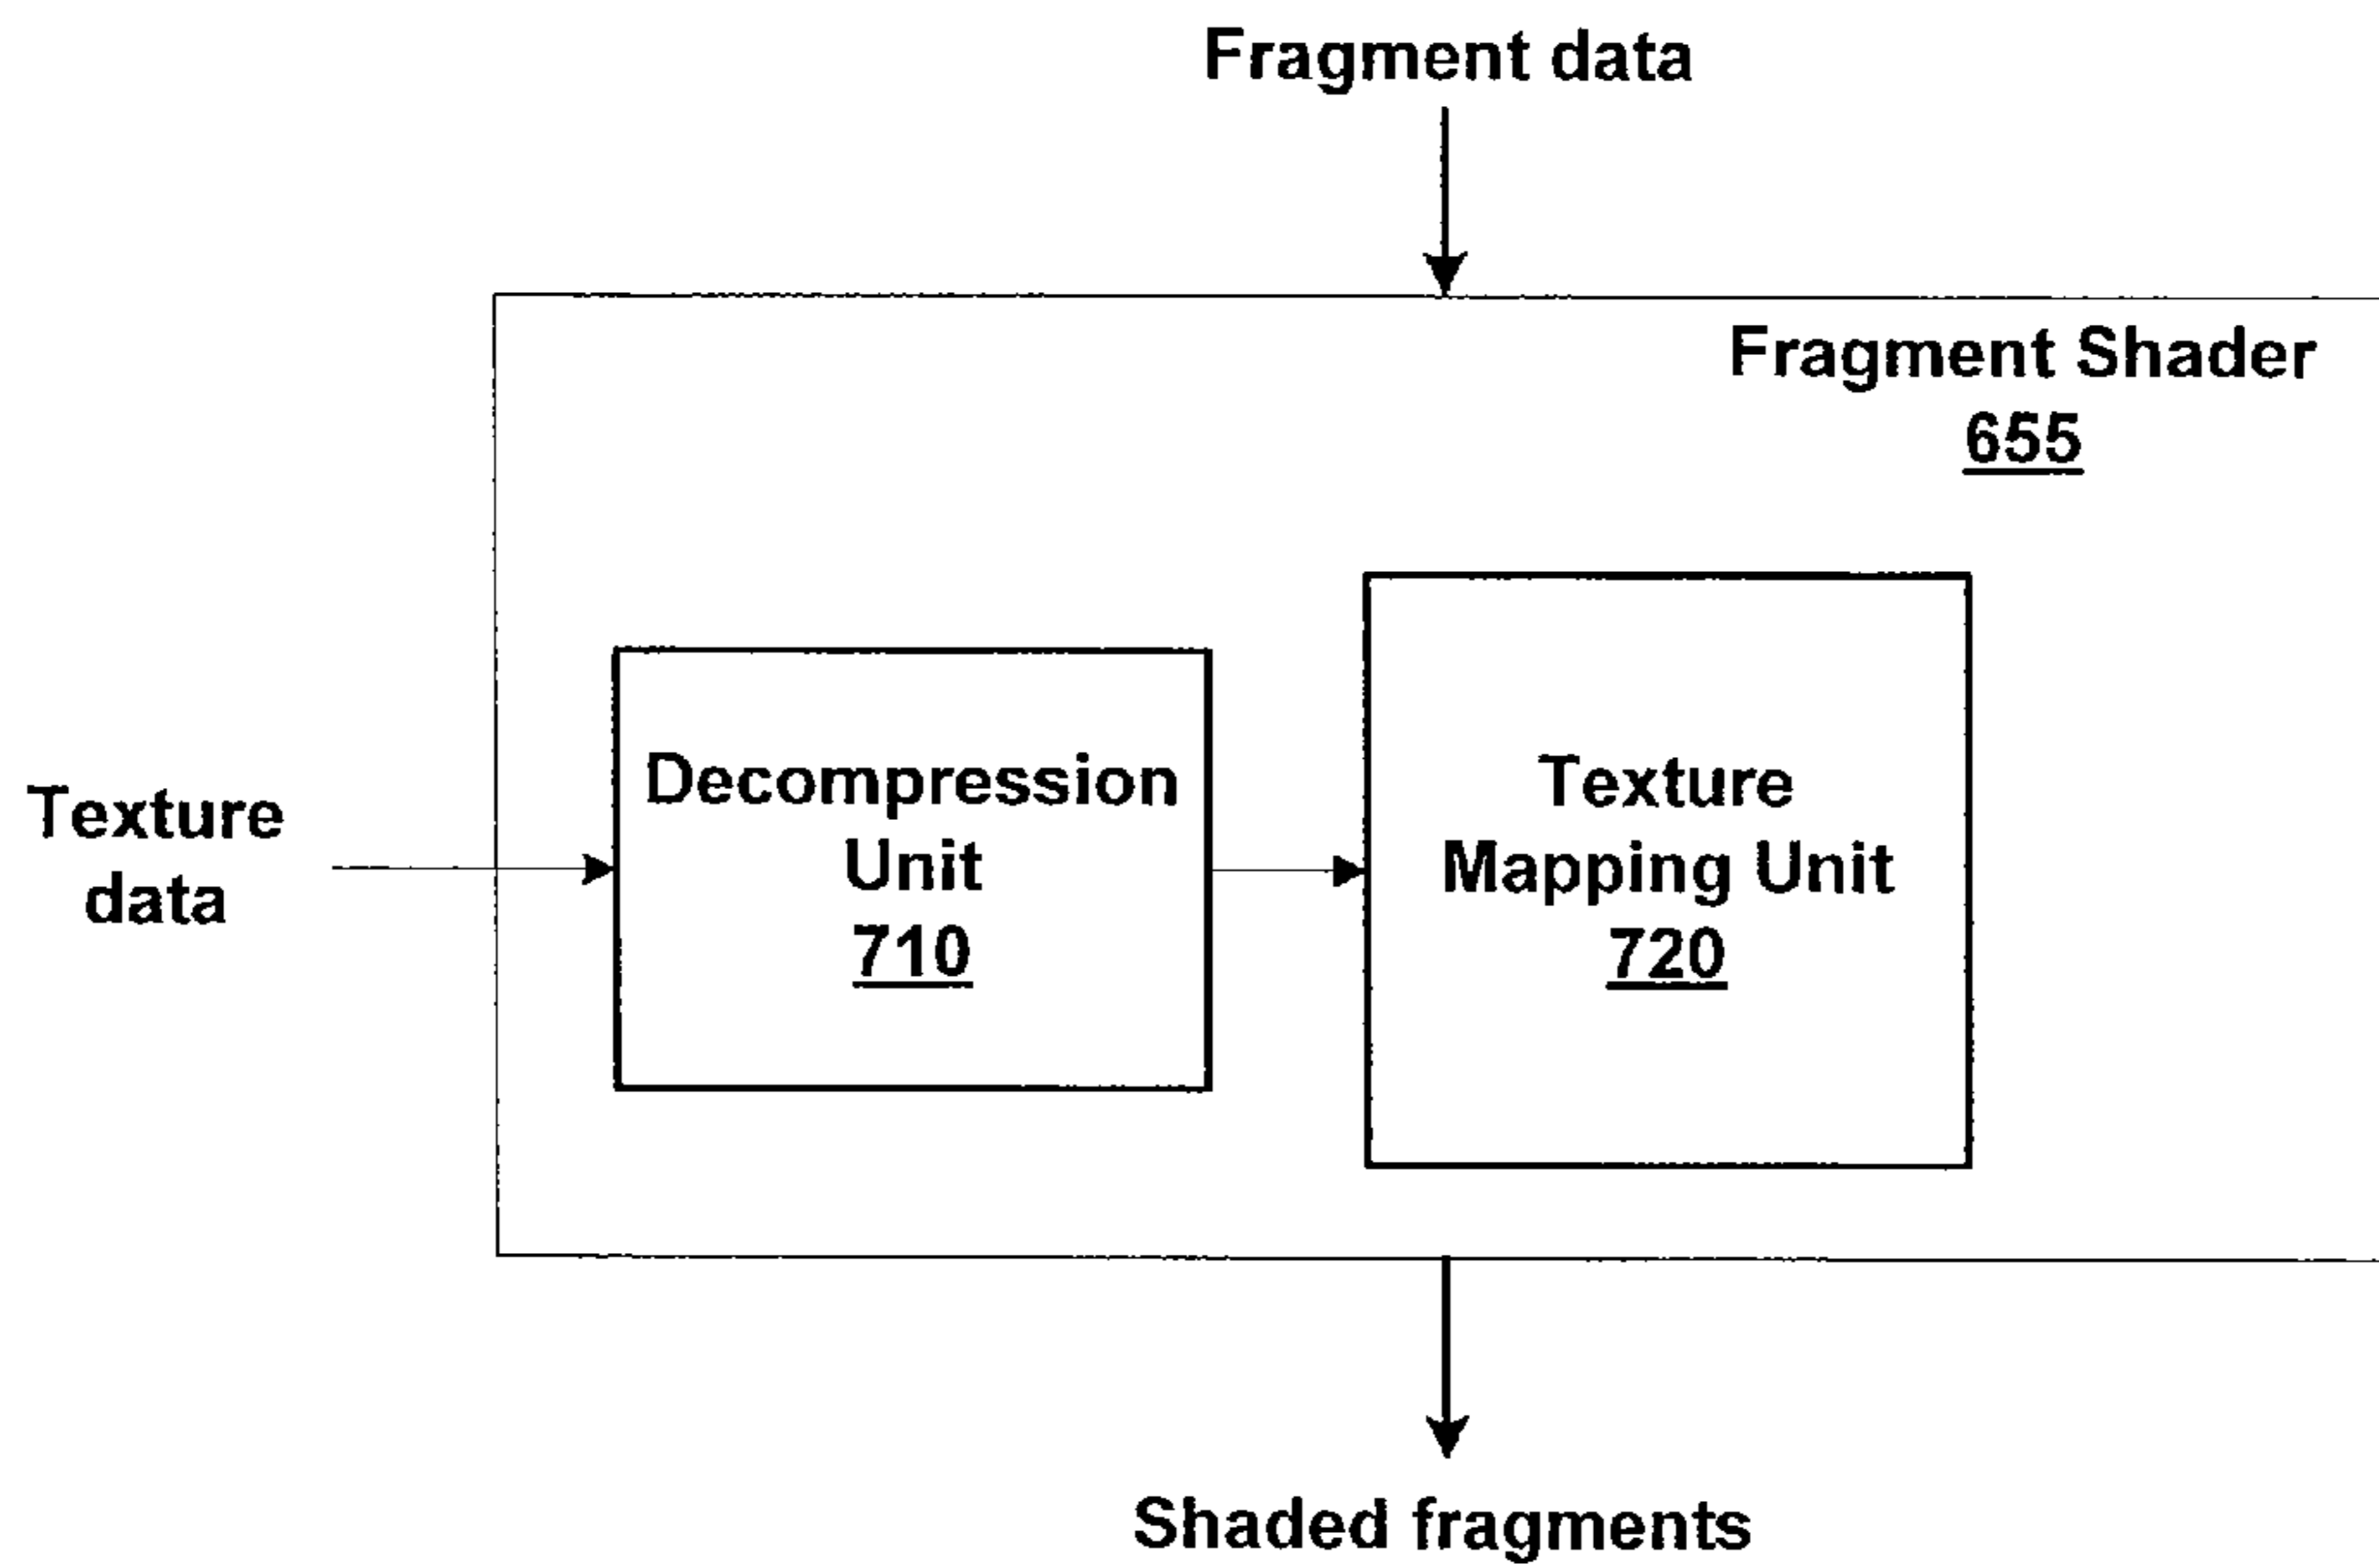 Fragment data
Fragment Shader
655
Texture
data
Decompression
Unit
710
Texture
Mapping Unit
720
Shaded fragments